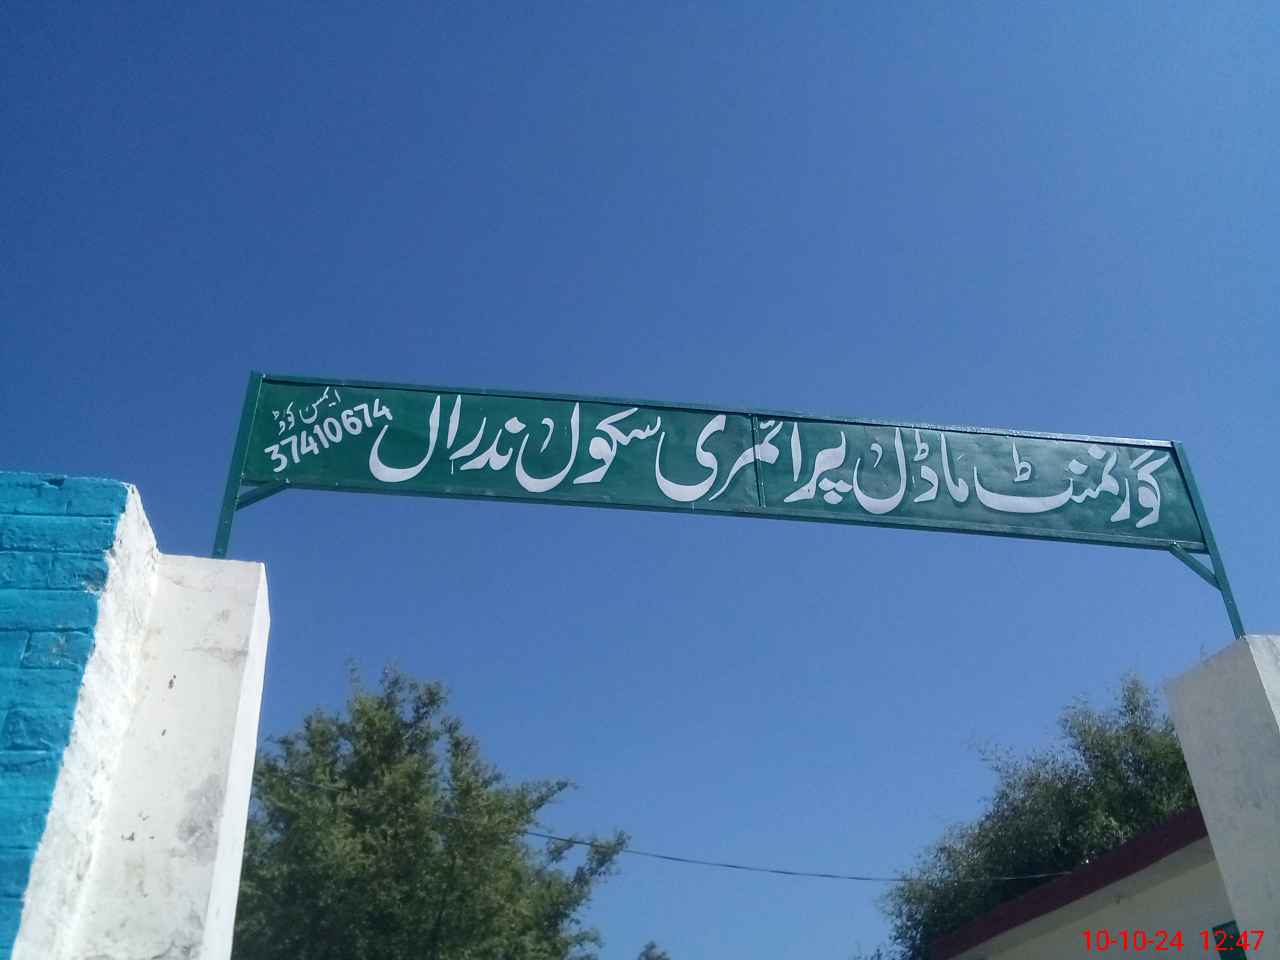 گورنمنٹ ماڈل پرائمری سکول ندرال
ایمس کوڈ
37410674
10-10-24 12:47